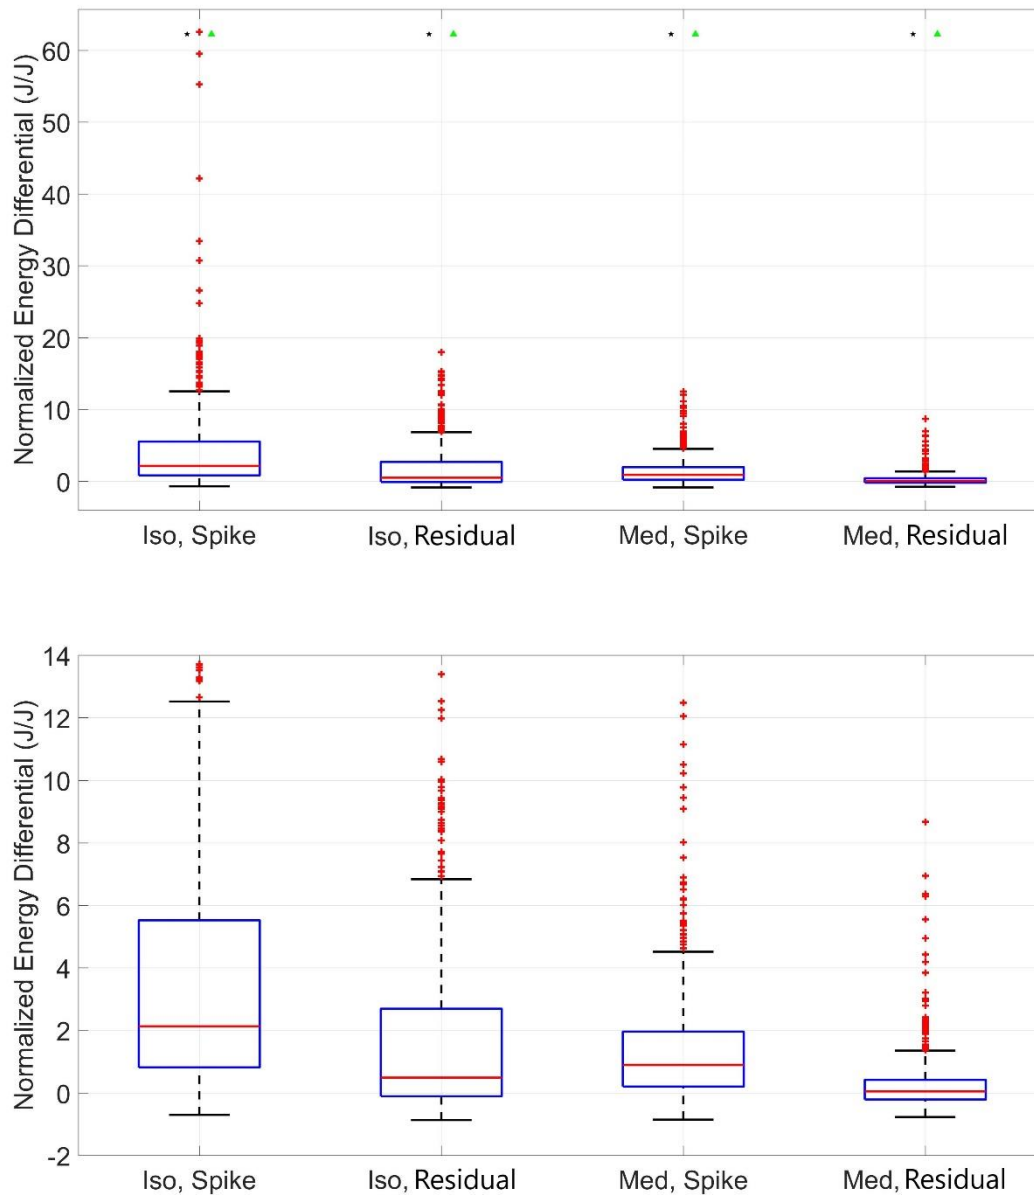 Normalized Energy Differential (J/J)
60
50
40
30
20
10
0
Iso, Spike
Iso, Residual
Med, Spike
Med, Residual
Normalized Energy Differential (J/J)
14
12
10
8
6
4
2
0
-2
Iso, Spike
Iso, Residual
Med, Spike
Med, Residual